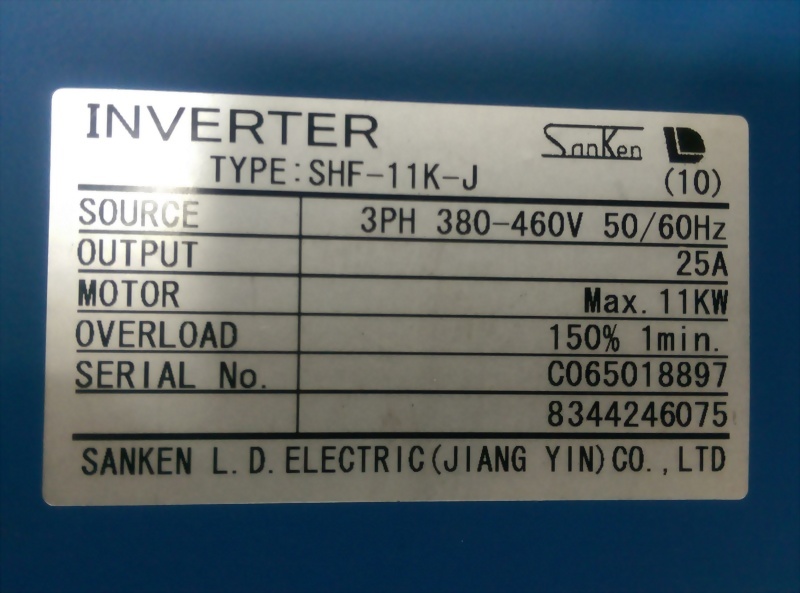 INVERTER SanKen LD
TYPE:SHF-11K-J (10)
SOURCE 3PH 380-460V 50/60Hz
OUTPUT 25A
MOTOR Max.11KW
OVERLOAD 150% 1min.
SERIAL No. C065018897
8344246075
SANKEN L.D.ELECTRIC(JIANG YIN)CO.,LTD